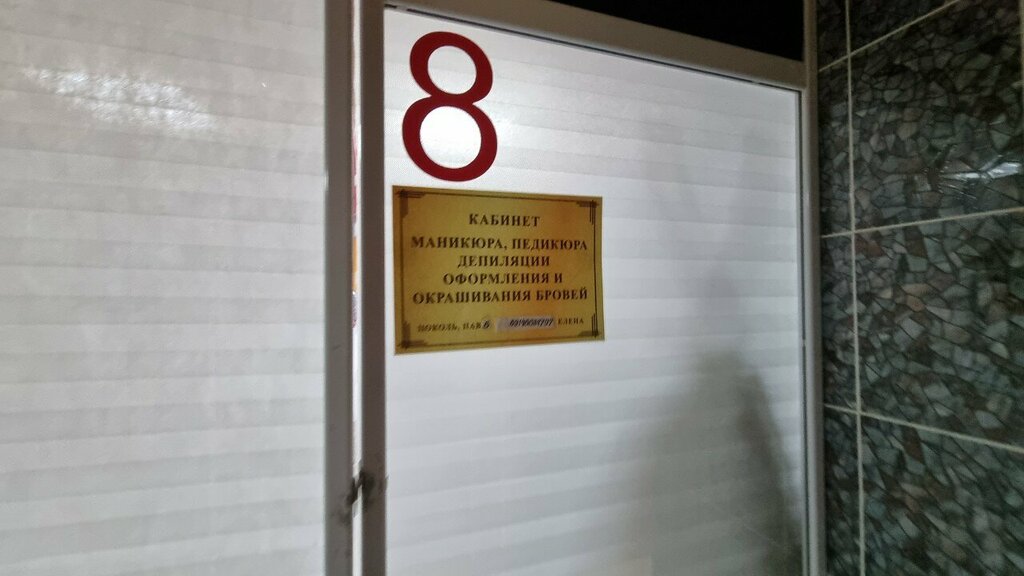 8
КАБИНЕТ
МАНИКЮРА, ПЕДИКЮРА
ДЕПИЛЯЦИИ
ОФОРМЛЕНИЯ И
ОКРАШИВАНИЯ БРОВЕЙ
ЦОКОЛЬ, ПАВ 8 ЕЛЕНА